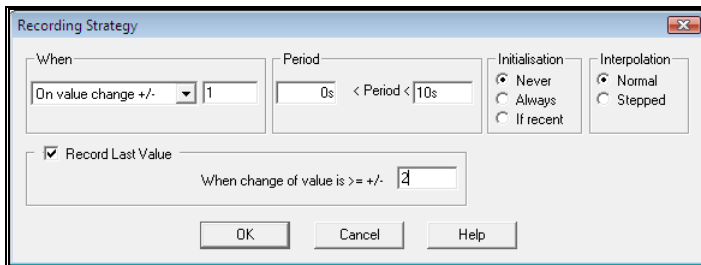 Recording Strategy
When
On value change +/- 1
Period
0s < Period < 10s
Initialisation
Never
Always
If recent
Interpolation
Normal
Stepped
Record Last Value
When change of value is >= +/- 2
OK Cancel Help